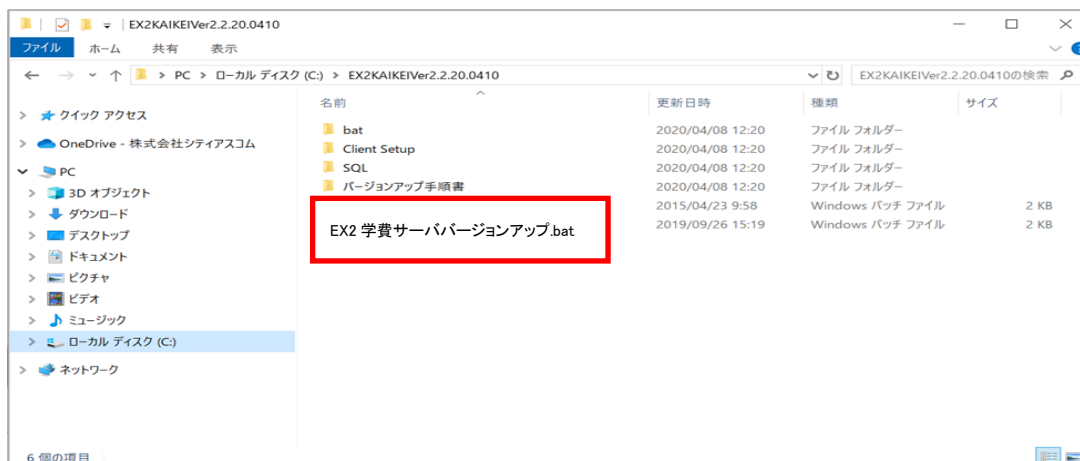 EX2KAIKEIVer2.2.20.0410
ファイル ホーム 共有 表示
PC > ローカル ディスク (C:) > EX2KAIKEIVer2.2.20.0410 EX2KAIKEIVer2.2.20.0410の検索
名前 更新日時 種類 サイズ
クイック アクセス
OneDrive - 株式会社シティアスコム
PC
3D オブジェクト
ダウンロード
デスクトップ
ドキュメント
ピクチャ
ビデオ
ミュージック
ローカル ディスク (C:)
ネットワーク
bat 2020/04/08 12:20 ファイル フォルダー
Client Setup 2020/04/08 12:20 ファイル フォルダー
SQL 2020/04/08 12:20 ファイル フォルダー
バージョンアップ手順書 2020/04/08 12:20 ファイル フォルダー
2015/04/23 9:58 Windows バッチ ファイル 2 KB
2019/09/26 15:19 Windows バッチ ファイル 2 KB
EX2 学費サーババージョンアップ.bat
6 個の項目